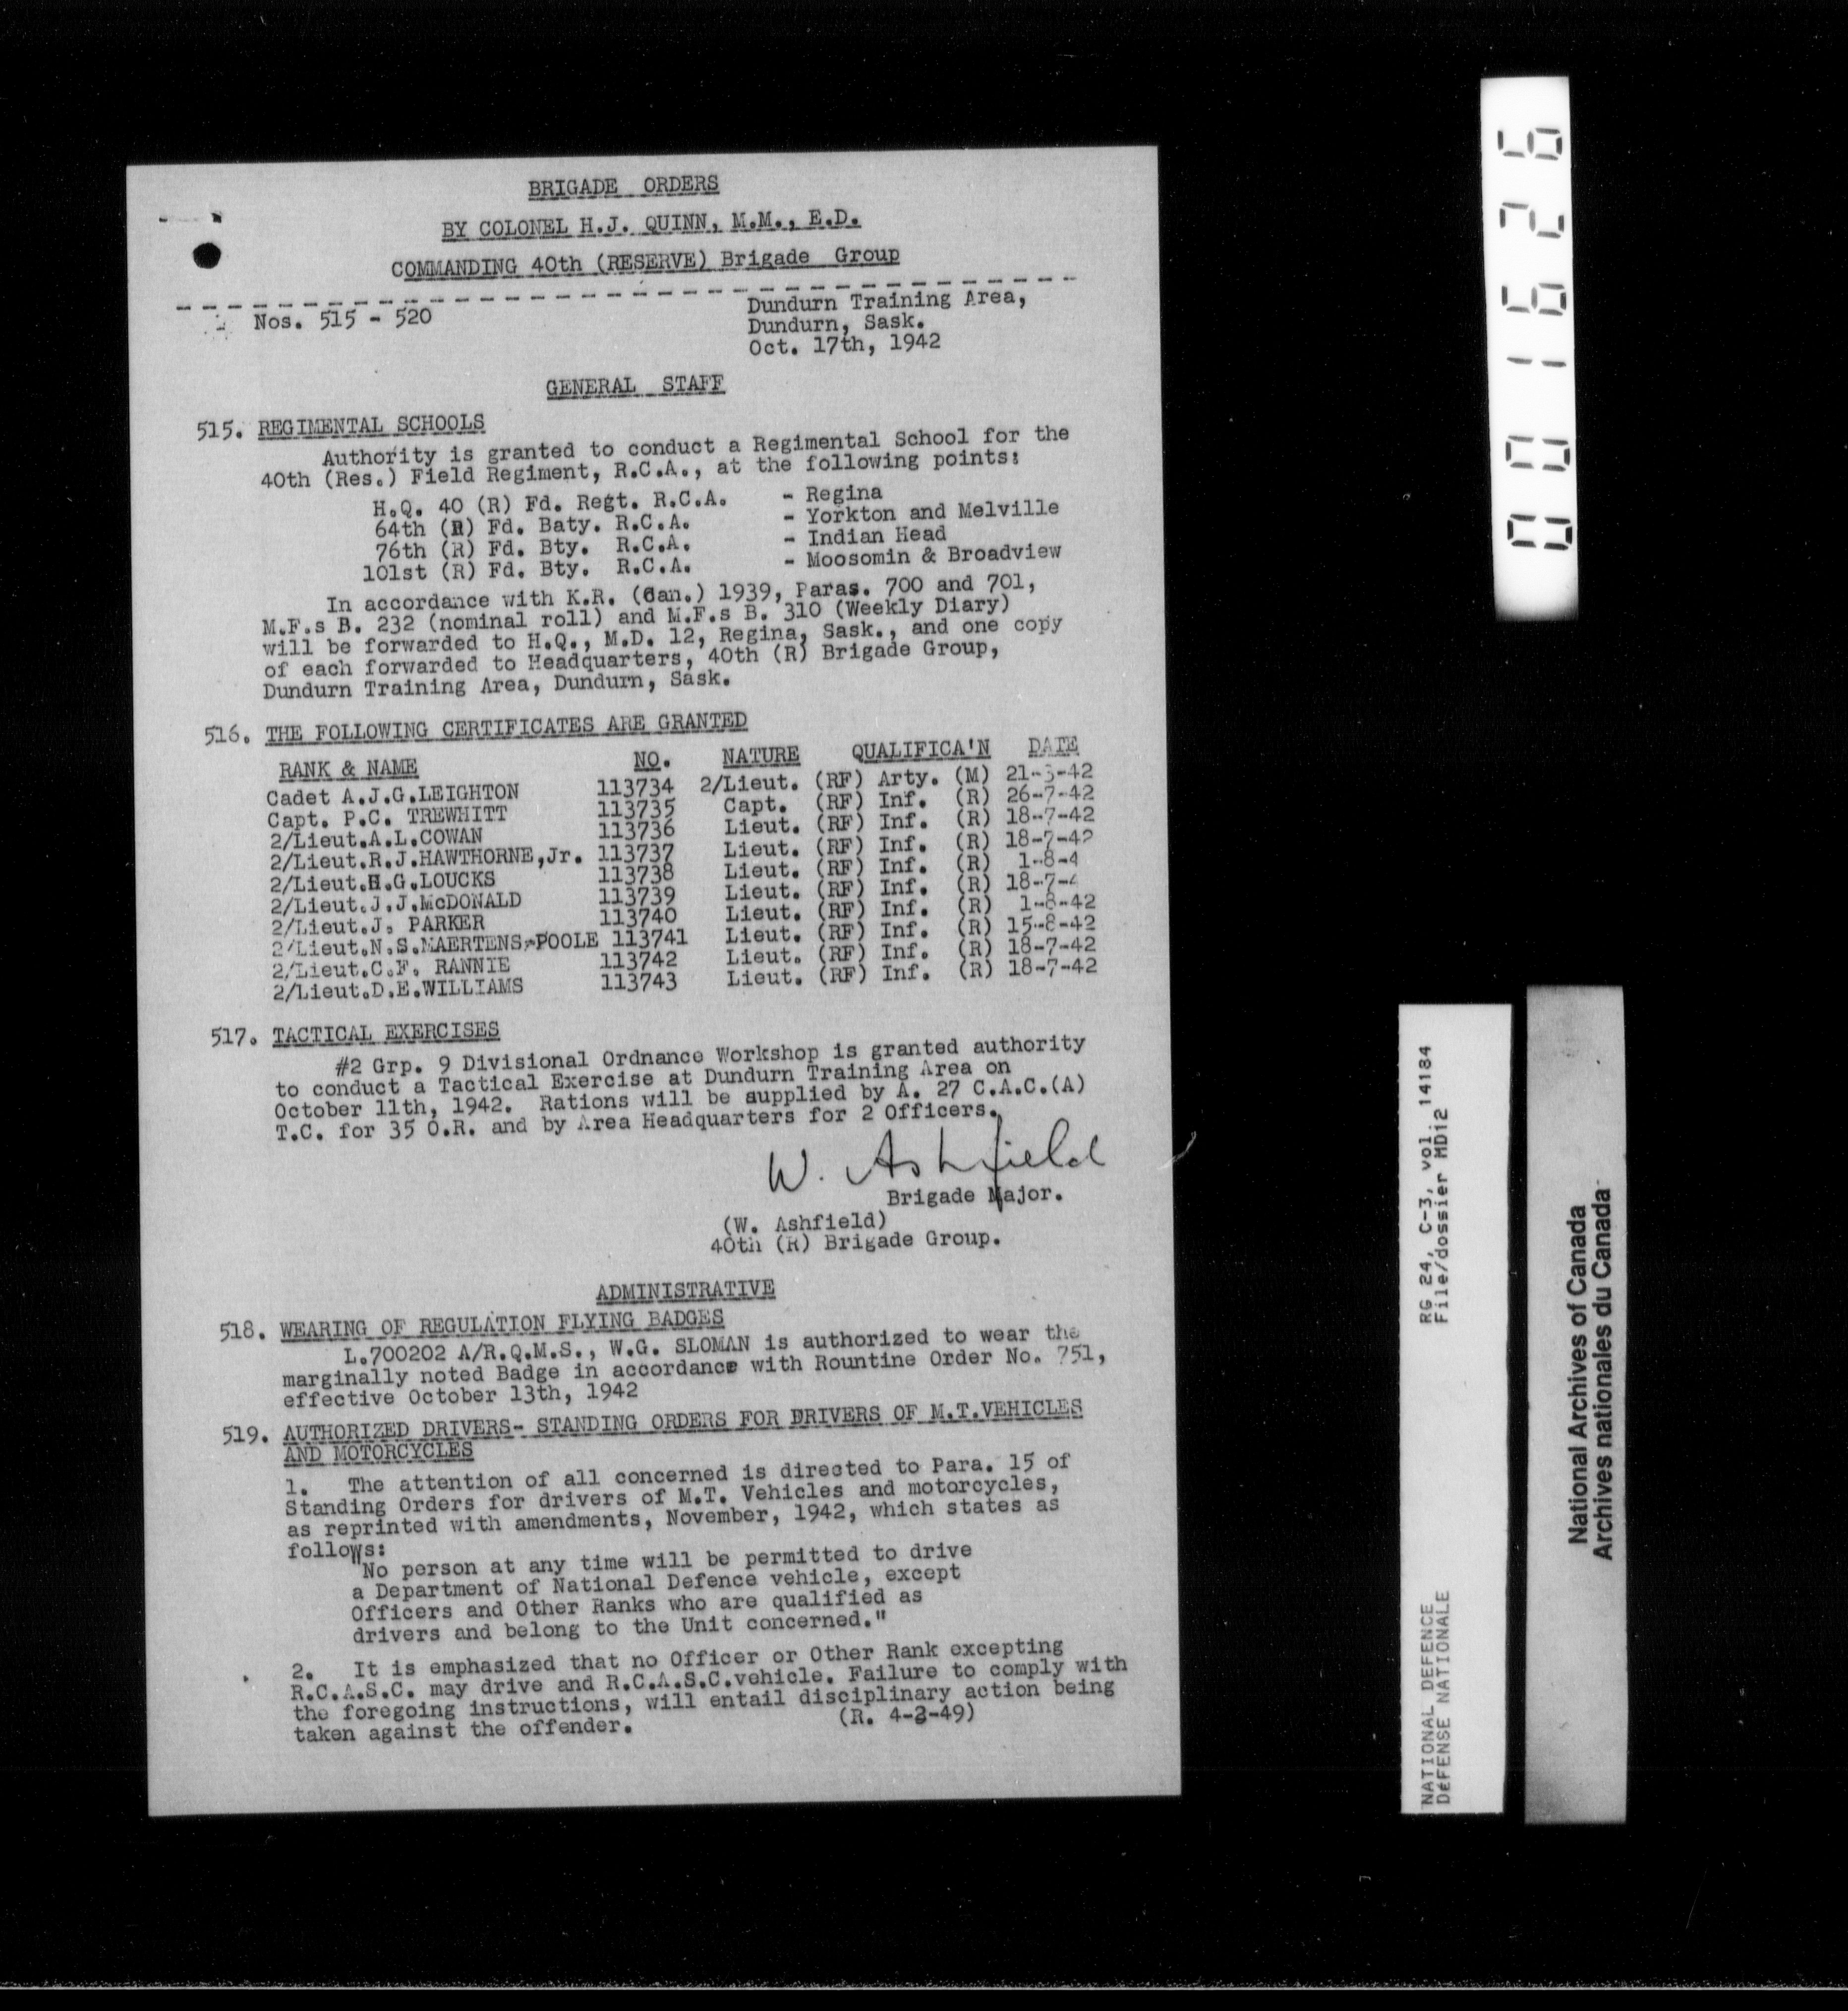 BRIGADE ORDERS
BY COLONEL H.J. QUINN, M.M., E.D.
COMMANDING 40th (RESERVE) Brigade Group
Nos. 515 - 520
Dundurn Training Area,
Dundurn, Sask.
Oct. 17th, 1942
GENERAL STAFF
515. REGIMENTAL SCHOOLS
Authority is granted to conduct a Regimental School for the
40th (Res.) Field Regiment, R.C.A., at the following points:
H.Q. 40 (R) Fd. Regt. R.C.A. - Regina
64th (R) Fd. Baty. R.C.A. - Yorkton and Melville
76th (R) Fd. Bty. R.C.A. - Indian Head
101st (R) Fd. Bty. R.C.A. - Moosomin & Broadview
In accordance with K.R. (Can.) 1939, Paras. 700 and 701,
M.F.s B. 232 (nominal roll) and M.F.s B. 310 (Weekly Diary)
will be forwarded to H.Q., M.D. 12, Regina, Sask., and one copy
of each forwarded to Headquarters, 40th (R) Brigade Group,
Dundurn Training Area, Dundurn, Sask.
516. THE FOLLOWING CERTIFICATES ARE GRANTED
RANK & NAME NO. NATURE QUALIFICA'N DATE
Cadet A.J.G.LEIGHTON 113734 2/Lieut. (RF) Arty. (M) 21-3-42
Capt. P.C. TREWHITT 113735 Capt. (RF) Inf. (R) 26-7-42
2/Lieut.A.L.COWAN 113736 Lieut. (RF) Inf. (R) 18-7-42
2/Lieut.R.J.HAWTHORNE,Jr. 113737 Lieut. (RF) Inf. (R) 18-7-42
2/Lieut.H.G.LOUCKS 113738 Lieut. (RF) Inf. (R) 1-8-4
2/Lieut.J.J.McDONALD 113739 Lieut. (RF) Inf. (R) 18-7-4
2/Lieut.J. PARKER 113740 Lieut. (RF) Inf. (R) 1-8-42
2/Lieut.N.S.MAERTENS-POOLE 113741 Lieut. (RF) Inf. (R) 15-8-42
2/Lieut.C.F. RANNIE 113742 Lieut. (RF) Inf. (R) 18-7-42
2/Lieut.D.E.WILLIAMS 113743 Lieut. (RF) Inf. (R) 18-7-42
517. TACTICAL EXERCISES
#2 Grp. 9 Divisional Ordnance Workshop is granted authority
to conduct a Tactical Exercise at Dundurn Training Area on
October 11th, 1942. Rations will be supplied by A. 27 C.A.C.(A)
T.C. for 35 O.R. and by Area Headquarters for 2 Officers.
W. Ashfield
Brigade Major.
(W. Ashfield)
40th (R) Brigade Group.
ADMINISTRATIVE
518. WEARING OF REGULATION FLYING BADGES
L.700202 A/R.Q.M.S., W.G. SLOMAN is authorized to wear the
marginally noted Badge in accordance with Rountine Order No. 751,
effective October 13th, 1942
519. AUTHORIZED DRIVERS- STANDING ORDERS FOR DRIVERS OF M.T.VEHICLES
AND MOTORCYCLES
1. The attention of all concerned is directed to Para. 15 of
Standing Orders for drivers of M.T. Vehicles and motorcycles,
as reprinted with amendments, November, 1942, which states as
follows:
"No person at any time will be permitted to drive
a Department of National Defence vehicle, except
Officers and Other Ranks who are qualified as
drivers and belong to the Unit concerned."
2. It is emphasized that no Officer or Other Rank excepting
R.C.A.S.C. may drive and R.C.A.S.C.vehicle. Failure to comply with
the foregoing instructions, will entail disciplinary action being
taken against the offender. (R. 4-2-49)
001626
NATIONAL DEFENCE RG 24, C-3, vol. 14184
DÉFENSE NATIONALE File/dossier MD12
National Archives of Canada
Archives nationales du Canada